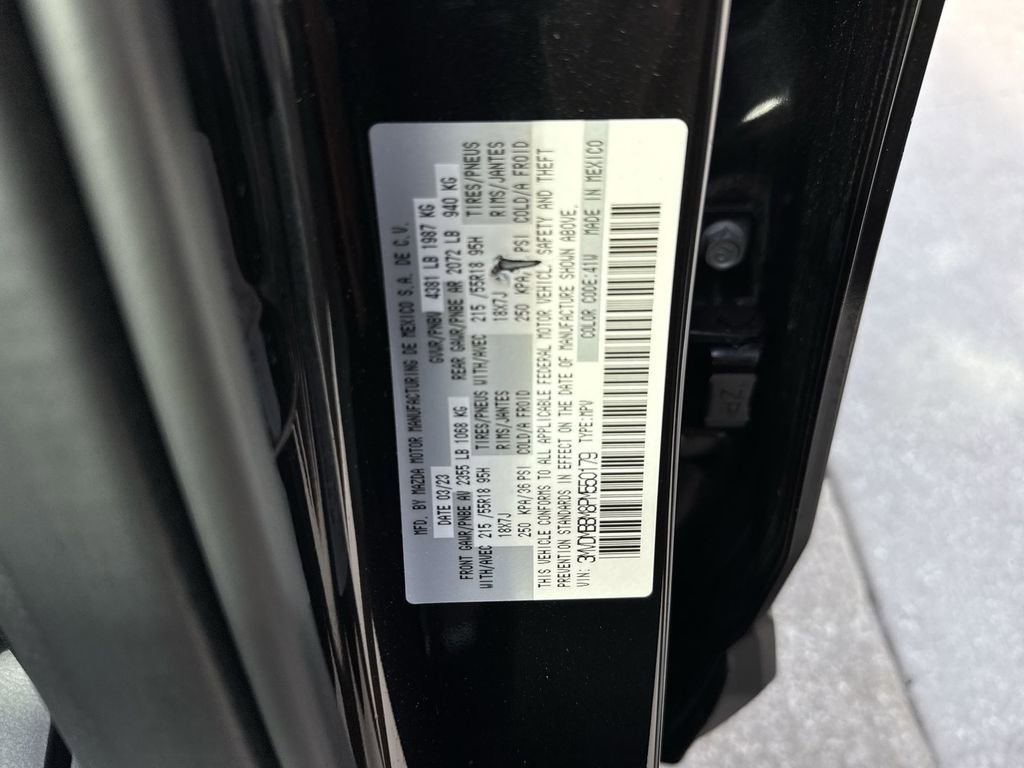 MFD. BY MAZDA MOTOR MANUFACTURING DE MEXICO S.A. DE C.V.
DATE 03/23 GVWR/PNBV 4381 LB 1987 KG
FRONT GAWR/PNBE AV 2355 LB 1068 KG REAR GAWR/PNBE AR 2072 LB 940 KG
WITH/AVEC 215 /55R18 95H TIRES/PNEUS WITH/AVEC 215 /55R18 95H TIRES/PNEUS
18X7J RIMS/JANTES 18X7J RIMS/JANTES
250 KPA/36 PSI COLD/A FROID 250 KPA/ PSI COLD/A FROID
THIS VEHICLE CONFORMS TO ALL APPLICABLE FEDERAL MOTOR VEHICL. SAFETY AND THEFT
PREVENTION STANDARDS IN EFFECT ON THE DATE OF MANUFACTURE SHOWN ABOVE.
VIN: TYPE:MPV COLOR CODE:41W MADE IN MEXICO